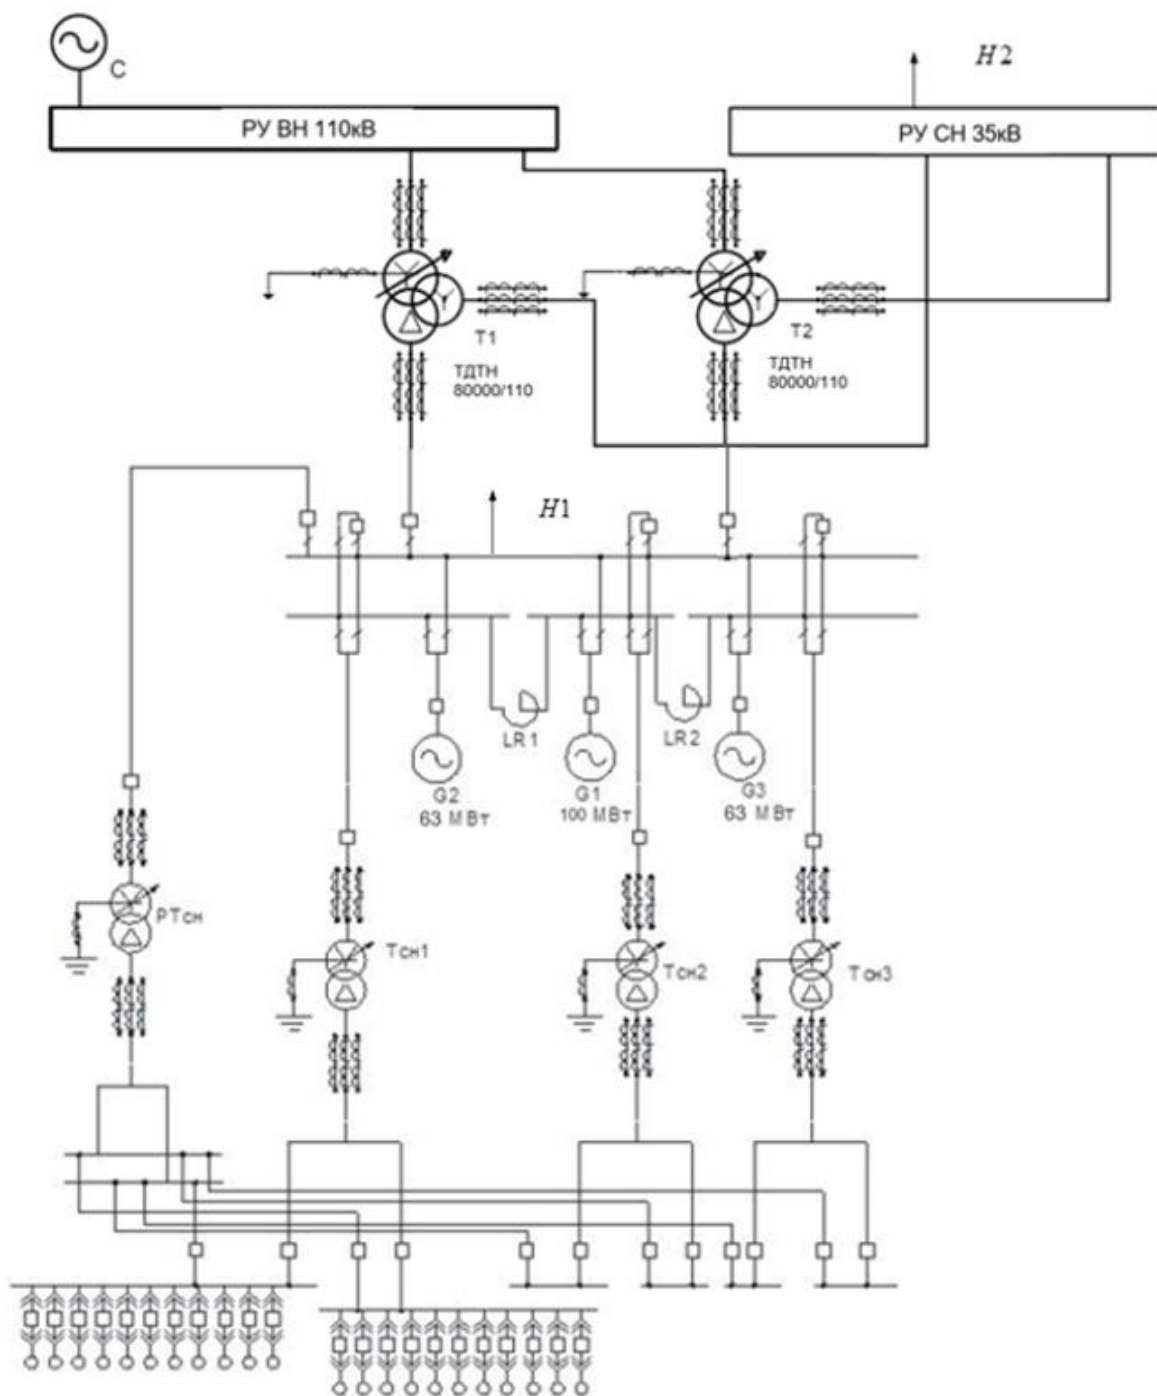 C
H2
РУ ВН 110кВ
РУ СН 35кВ
T1
T2
ТДТН
80000/110
ТДТН
80000/110
H1
LR1
LR2
G2
63 МВт
G1
100 МВт
G3
63 МВт
РТсн
Тсн1
Тсн2
Тсн3